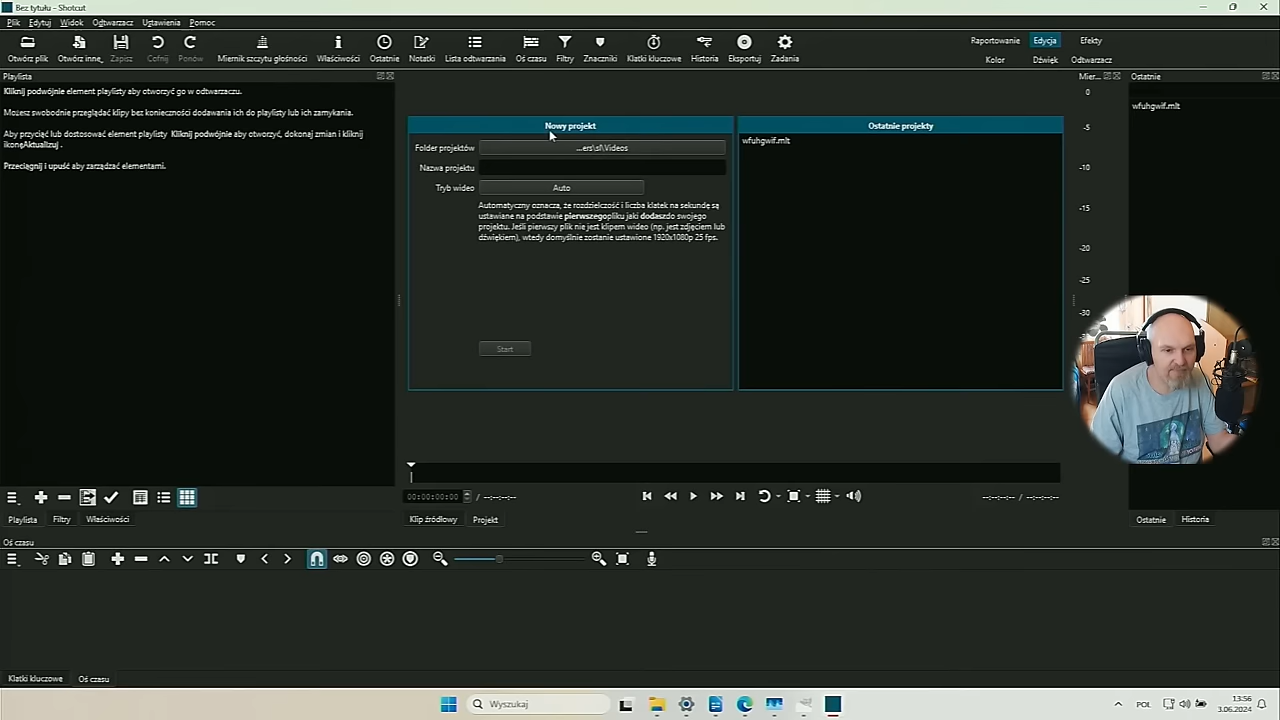 Bez tytułu - Shotcut
Plik Edytuj Widok Odtwarzacz Ustawienia Pomoc
Otwórz plik Otwórz inne Zapisz Cofnij Ponów Miernik szczytu głośności Właściwości Ostatnie Notatki Lista odtwarzania Oś czasu Filtry Znaczniki Klatki kluczowe Historia Eksportuj Zadania
Raportowanie Edycja Efekty
Kolor Dźwięk Odtwarzacz
Playlista
Kliknij podwójnie element playlisty aby otworzyć go w odtwarzaczu.
Możesz swobodnie przeglądać klipy bez konieczności dodawania ich do playlisty lub ich zamykania.
Aby przyciąć lub dostosować element playlisty Kliknij podwójnie aby otworzyć, dokonaj zmian i kliknij
ikonęAktualizuj .
Przeciągnij i upuść aby zarządzać elementami.
Nowy projekt
Folder projektów ...ers\sl\Videos
Nazwa projektu
Tryb wideo Auto
Automatyczny oznacza, że rozdzielczość i liczba klatek na sekundę są
ustawiane na podstawie pierwszegopliku jaki dodaszdo swojego
projektu. Jeśli pierwszy plik nie jest klipem wideo (np. jest zdjęciem lub
dźwiękiem), wtedy domyślnie zostanie ustawione 1920x1080p 25 fps.
Start
Ostatnie projekty
wfuhgwif.mlt
Mier...
0
-5
-10
-15
-20
-25
-30
Ostatnie
wfuhgwif.mlt
00:00:00:00 / --:--:--:--
--:--:--:-- / --:--:--:--
Playlista Filtry Właściwości
Klip źródłowy Projekt
Ostatnie Historia
Oś czasu
Klatki kluczowe Oś czasu
Wyszukaj
POL
13:56
3.06.2024